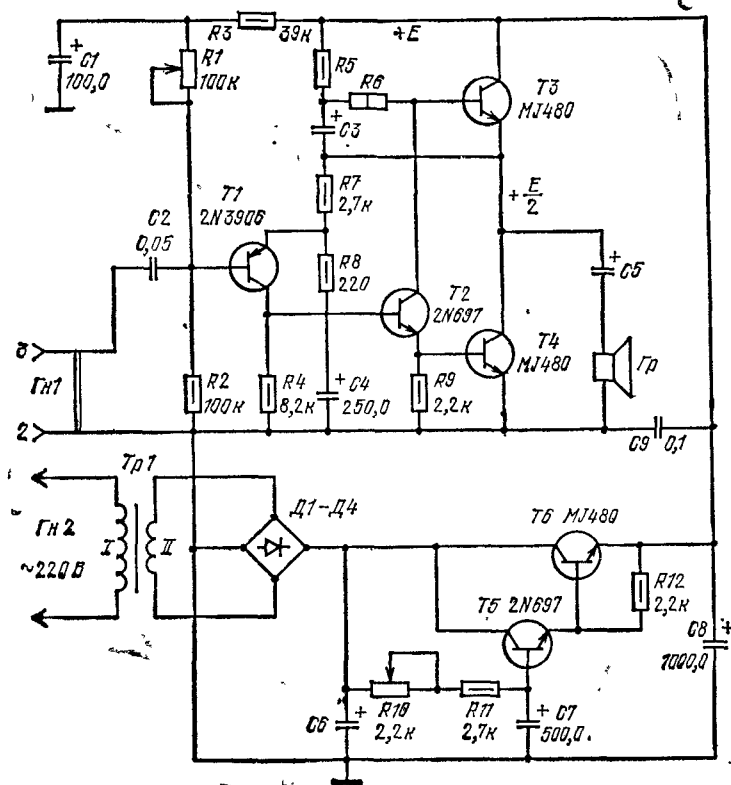 R3
39к
+E
+
C1
100,0
R1
100к
R5
R6
T3
MJ480
+
C3
T1
2N3906
R7
2,7к
+E/2
C2
0,05
R8
220
+
C5
T2
2N697
T4
MJ480
Гр
3
Гн1
2
R2
100к
R4
8,2к
+
C4
250,0
R9
2,2к
C9
0,1
Тр1
Гн2
~220В
I
II
Д1-Д4
T6 MJ480
T5 2N697
R12
2,2к
C8
+
1000,0
+
C6
R10
2,2к
R11
2,7к
+
C7
500,0